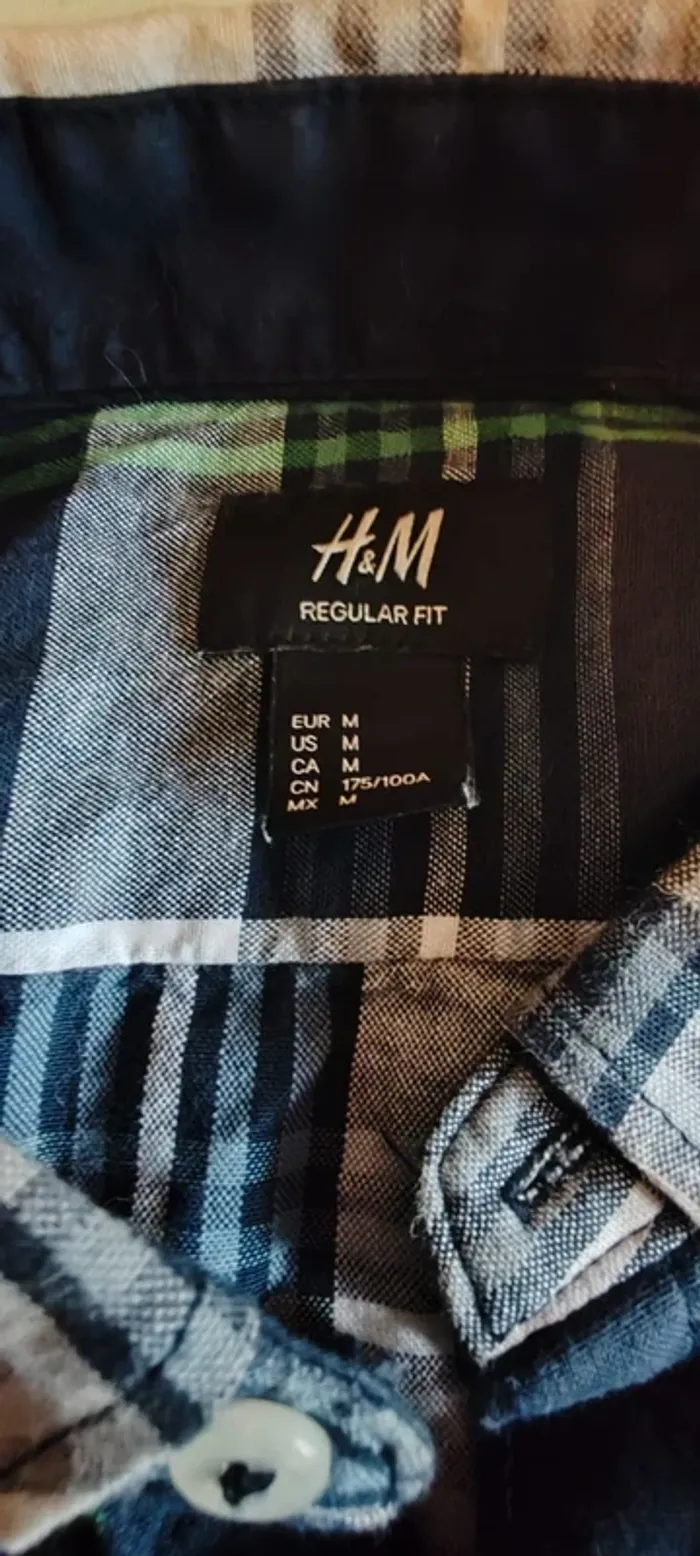 H&M
REGULAR FIT
EUR M
US M
CA M
CN 175/100A
MX M